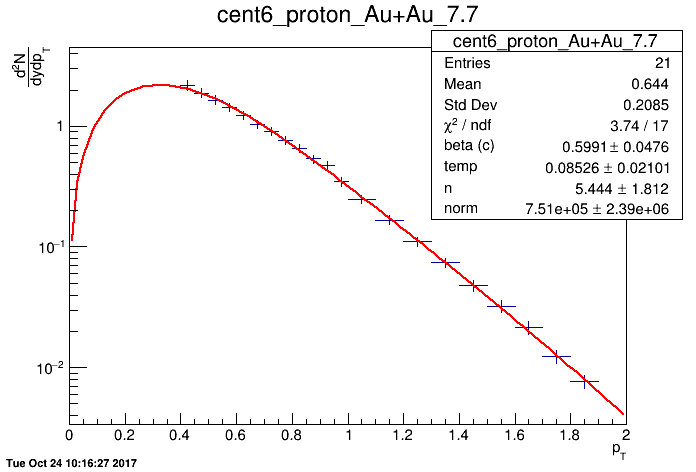 cent6_proton_Au+Au_7.7
d²N
dydp_T
cent6_proton_Au+Au_7.7
Entries 21
Mean 0.644
Std Dev 0.2085
χ² / ndf 3.74 / 17
beta (c) 0.5991 ± 0.0476
temp 0.08526 ± 0.02101
n 5.444 ± 1.812
norm 7.51e+05 ± 2.39e+06
1
10⁻¹
10⁻²
0 0.2 0.4 0.6 0.8 1 1.2 1.4 1.6 1.8 2
p_T
Tue Oct 24 10:16:27 2017